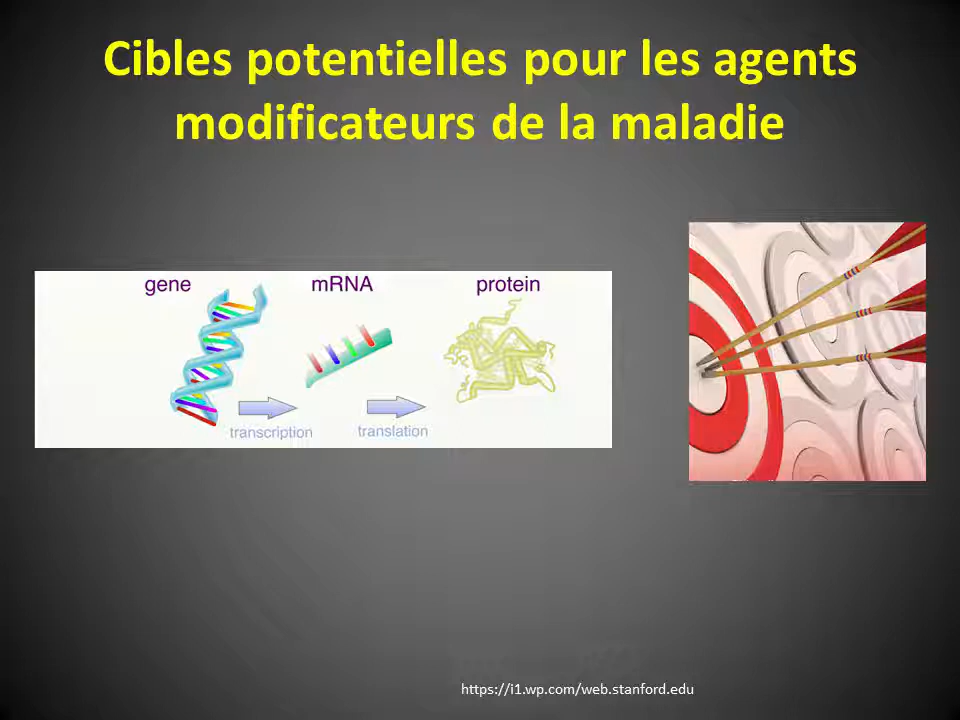 Cibles potentielles pour les agents
modificateurs de la maladie
gene
mRNA
protein
transcription
translation
https://i1.wp.com/web.stanford.edu